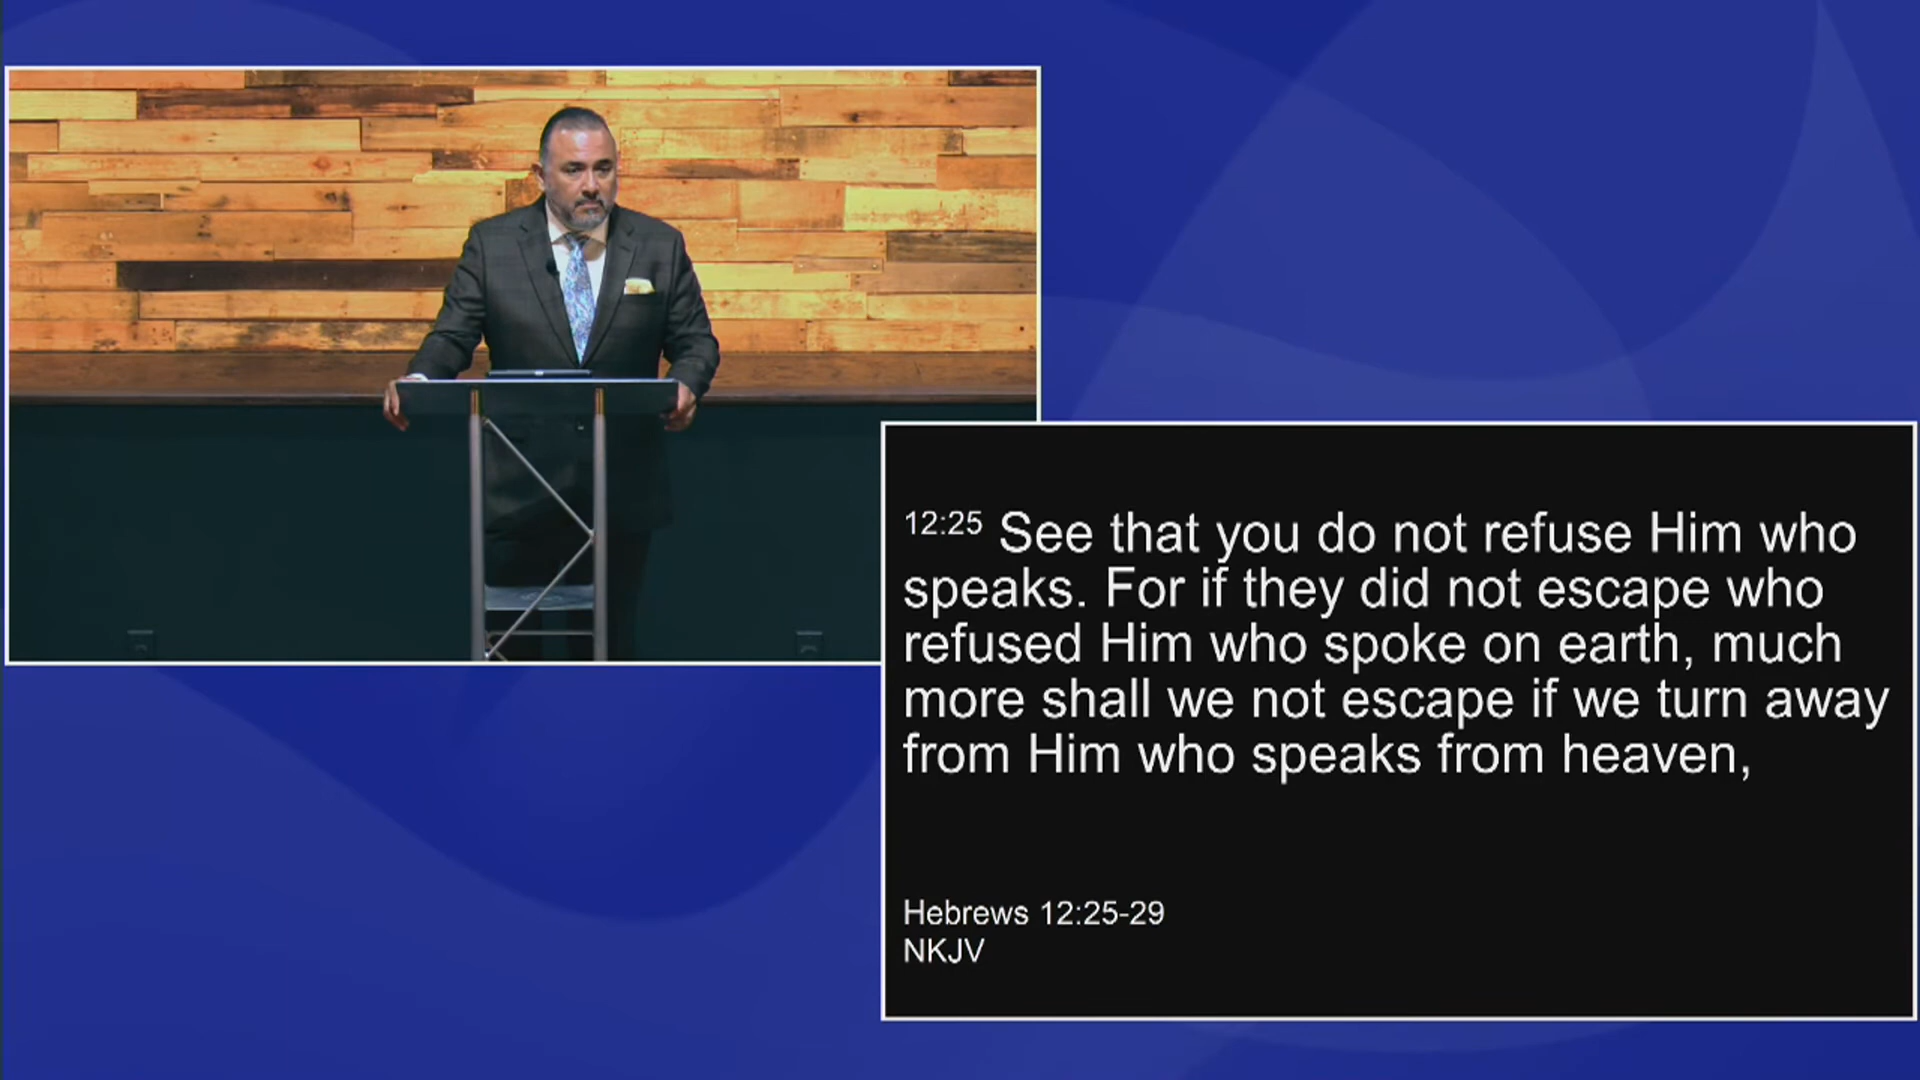 12:25 See that you do not refuse Him who
speaks. For if they did not escape who
refused Him who spoke on earth, much
more shall we not escape if we turn away
from Him who speaks from heaven,
Hebrews 12:25-29
NKJV